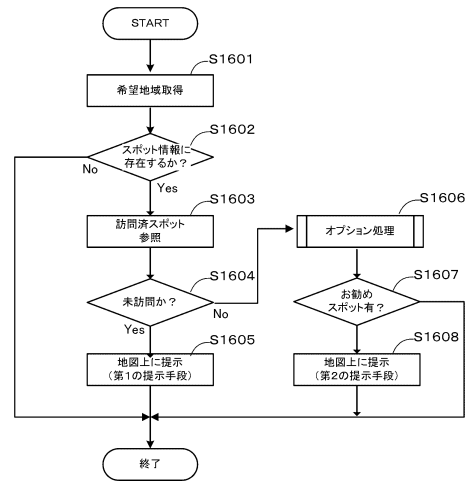 START
S1601
希望地域取得
S1602
スポット情報に
存在するか？
No
Yes
S1603
訪問済スポット
参照
S1604
未訪問か？
No
Yes
S1605
地図上に提示
（第１の提示手段）
S1606
オプション処理
S1607
お勧め
スポット有？
S1608
地図上に提示
（第２の提示手段）
終了